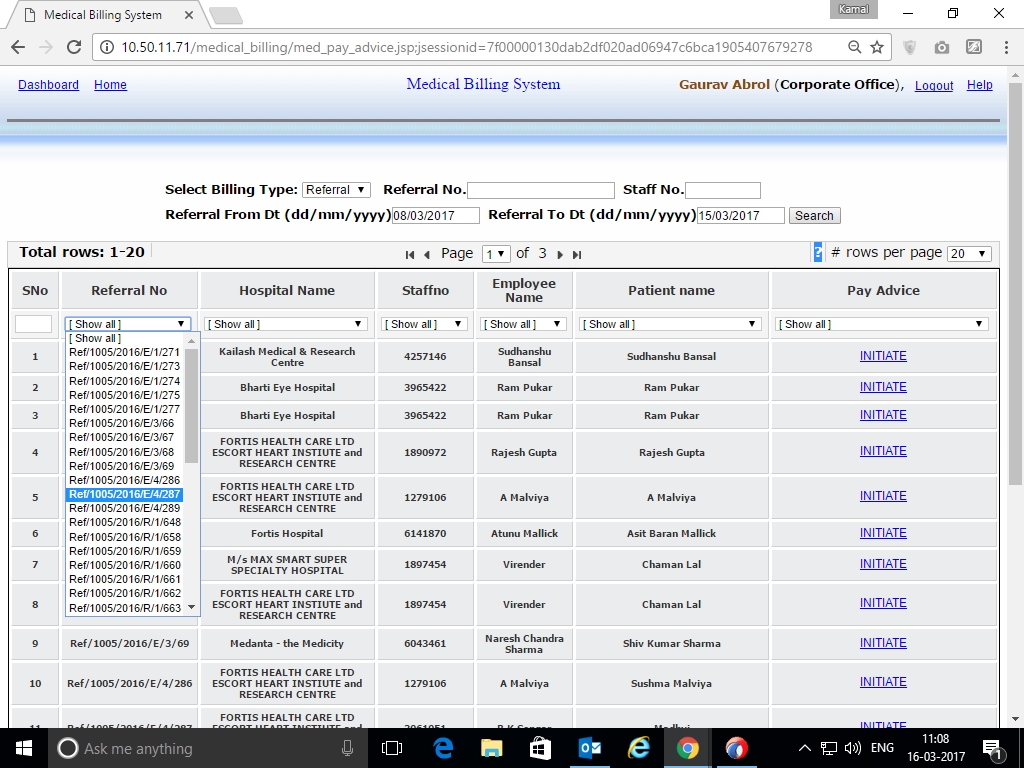 Medical Billing System
Kamal
10.50.11.71/medical_billing/med_pay_advice.jsp;jsessionid=7f00000130dab2df020ad06947c6bca1905407679278
Dashboard Home Medical Billing System Gaurav Abrol (Corporate Office), Logout Help
Select Billing Type: Referral Referral No. Staff No.
Referral From Dt (dd/mm/yyyy) 08/03/2017 Referral To Dt (dd/mm/yyyy) 15/03/2017 Search
Total rows: 1-20 Page 1 of 3 ? # rows per page 20
SNo Referral No Hospital Name Staffno Employee Name Patient name Pay Advice
[ Show all ] [ Show all ] [ Show all ] [ Show all ] [ Show all ] [ Show all ]
[ Show all ]
Ref/1005/2016/E/1/271
Ref/1005/2016/E/1/273
Ref/1005/2016/E/1/274
Ref/1005/2016/E/1/275
Ref/1005/2016/E/1/277
Ref/1005/2016/E/3/66
Ref/1005/2016/E/3/67
Ref/1005/2016/E/3/68
Ref/1005/2016/E/3/69
Ref/1005/2016/E/4/286
Ref/1005/2016/E/4/287
Ref/1005/2016/E/4/289
Ref/1005/2016/R/1/648
Ref/1005/2016/R/1/658
Ref/1005/2016/R/1/659
Ref/1005/2016/R/1/660
Ref/1005/2016/R/1/661
Ref/1005/2016/R/1/662
Ref/1005/2016/R/1/663
1 Kailash Medical & Research Centre 4257146 Sudhanshu Bansal Sudhanshu Bansal INITIATE
2 Bharti Eye Hospital 3965422 Ram Pukar Ram Pukar INITIATE
3 Bharti Eye Hospital 3965422 Ram Pukar Ram Pukar INITIATE
4 FORTIS HEALTH CARE LTD ESCORT HEART INSTIUTE and RESEARCH CENTRE 1890972 Rajesh Gupta Rajesh Gupta INITIATE
5 FORTIS HEALTH CARE LTD ESCORT HEART INSTIUTE and RESEARCH CENTRE 1279106 A Malviya A Malviya INITIATE
6 Fortis Hospital 6141870 Atunu Mallick Asit Baran Mallick INITIATE
7 M/s MAX SMART SUPER SPECIALTY HOSPITAL 1897454 Virender Chaman Lal INITIATE
8 FORTIS HEALTH CARE LTD ESCORT HEART INSTIUTE and RESEARCH CENTRE 1897454 Virender Chaman Lal INITIATE
9 Ref/1005/2016/E/3/69 Medanta - the Medicity 6043461 Naresh Chandra Sharma Shiv Kumar Sharma INITIATE
10 Ref/1005/2016/E/4/286 FORTIS HEALTH CARE LTD ESCORT HEART INSTIUTE and RESEARCH CENTRE 1279106 A Malviya Sushma Malviya INITIATE
11 Ref/1005/2016/E/4/287 FORTIS HEALTH CARE LTD INITIATE
Ask me anything ENG 11:08
16-03-2017 1